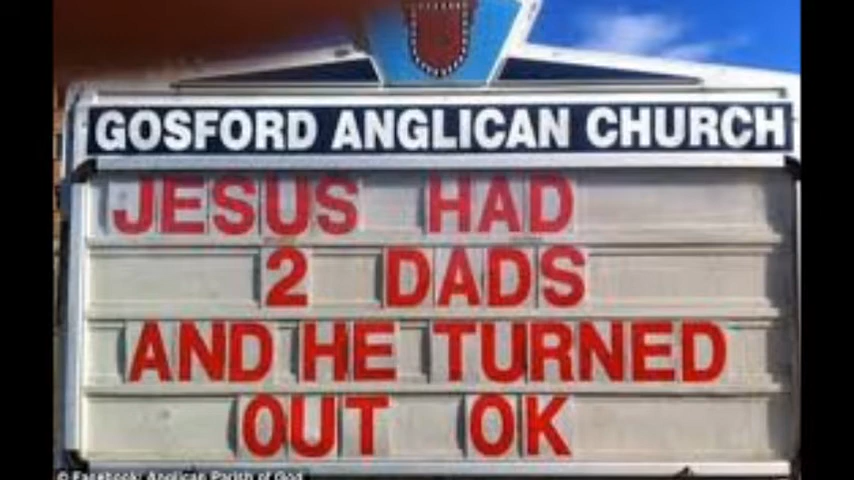 GOSFORD ANGLICAN CHURCH
JESUS HAD
2 DADS
AND HE TURNED
OUT OK
© Facebook: Anglican Parish of God